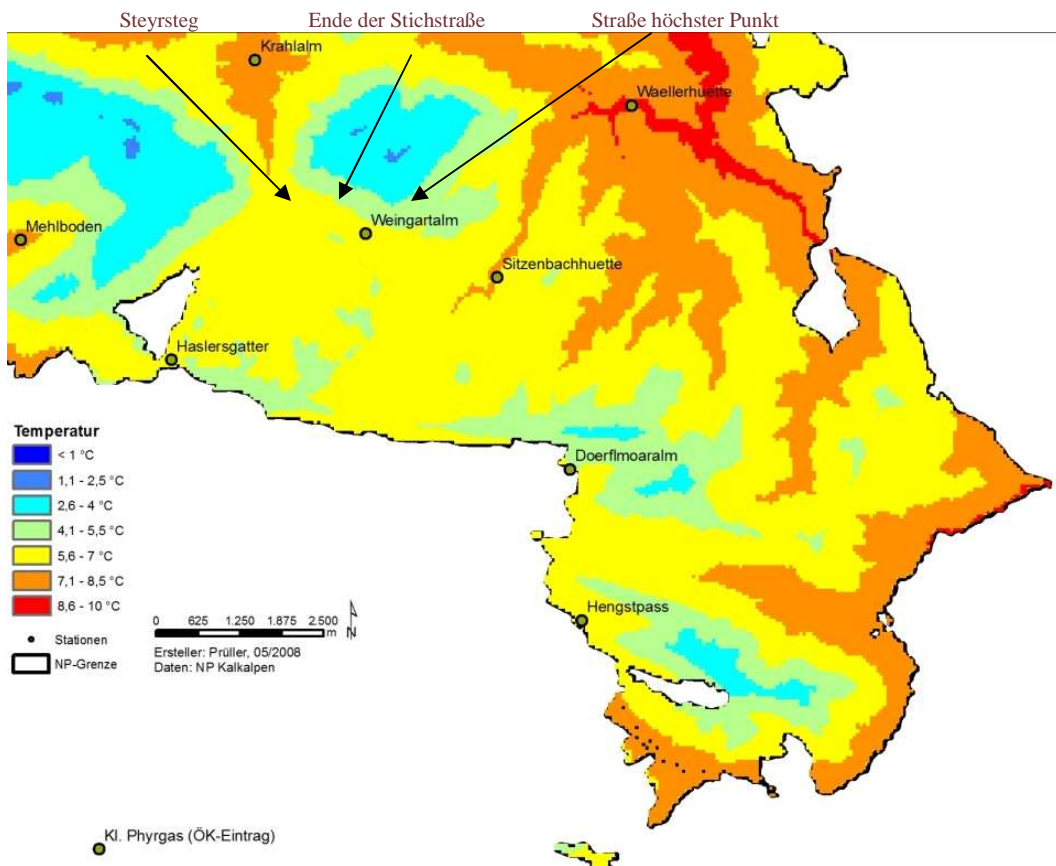 Steyrsteg Ende der Stichstraße Straße höchster Punkt
Krahlalm
Waellerhuette
Weingartalm
Mehlboden
Sitzenbachhuette
Haslersgatter
Temperatur
< 1 °C
1,1 - 2,5 °C
2,6 - 4 °C
4,1 - 5,5 °C
5,6 - 7 °C
7,1 - 8,5 °C
8,6 - 10 °C
Stationen
NP-Grenze
0 625 1.250 1.875 2.500
m
N
Ersteller: Prüller, 05/2008
Daten: NP Kalkalpen
Doerflmoaralm
Hengstpass
Kl. Phyrgas (ÖK-Eintrag)